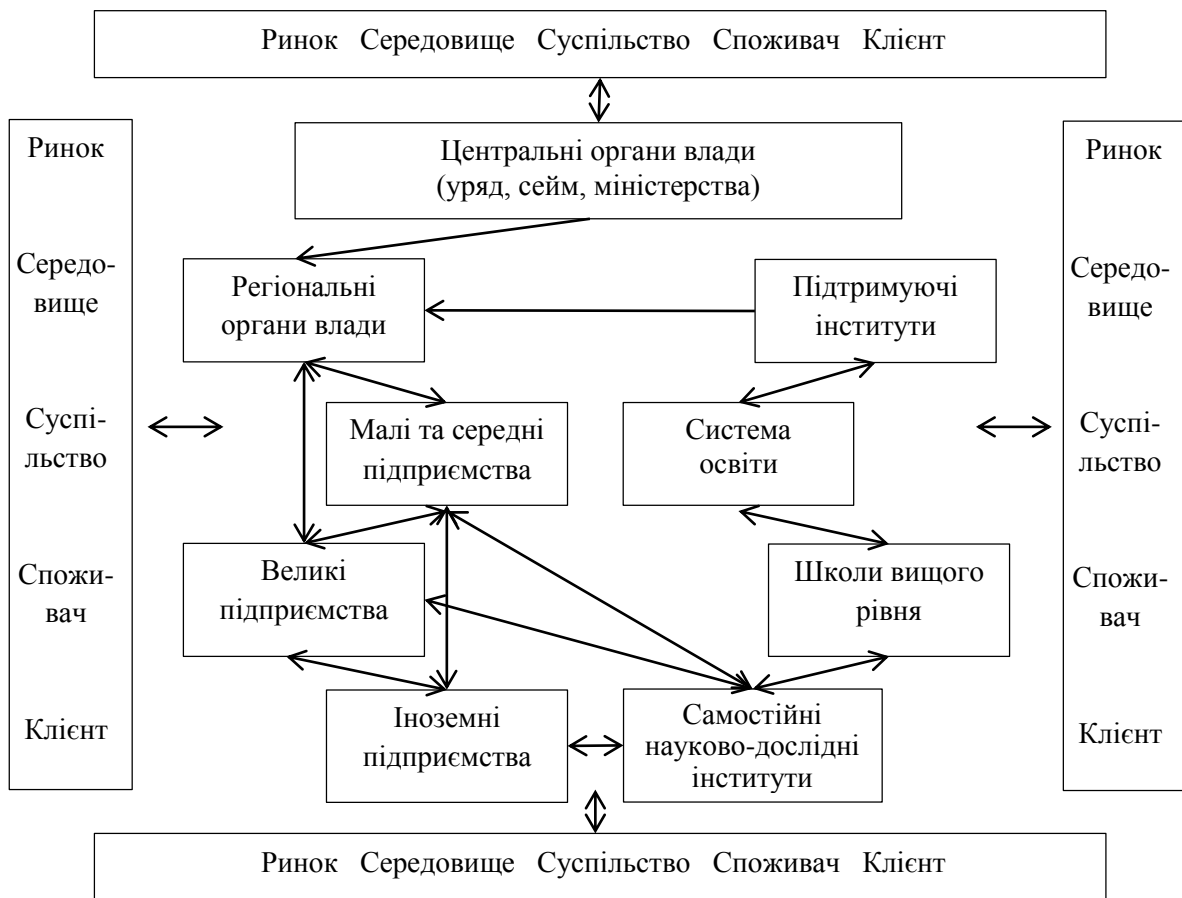 Ринок Середовище Суспільство Споживач Клієнт
Ринок
Середо-
вище
Суспі-
льство
Спожи-
вач
Клієнт
Центральні органи влади
(уряд, сейм, міністерства)
Регіональні
органи влади
Підтримуючі
інститути
Малі та середні
підприємства
Система
освіти
Великі
підприємства
Школи вищого
рівня
Іноземні
підприємства
Самостійні
науково-дослідні
інститути
Ринок
Середо-
вище
Суспі-
льство
Спожи-
вач
Клієнт
Ринок Середовище Суспільство Споживач Клієнт